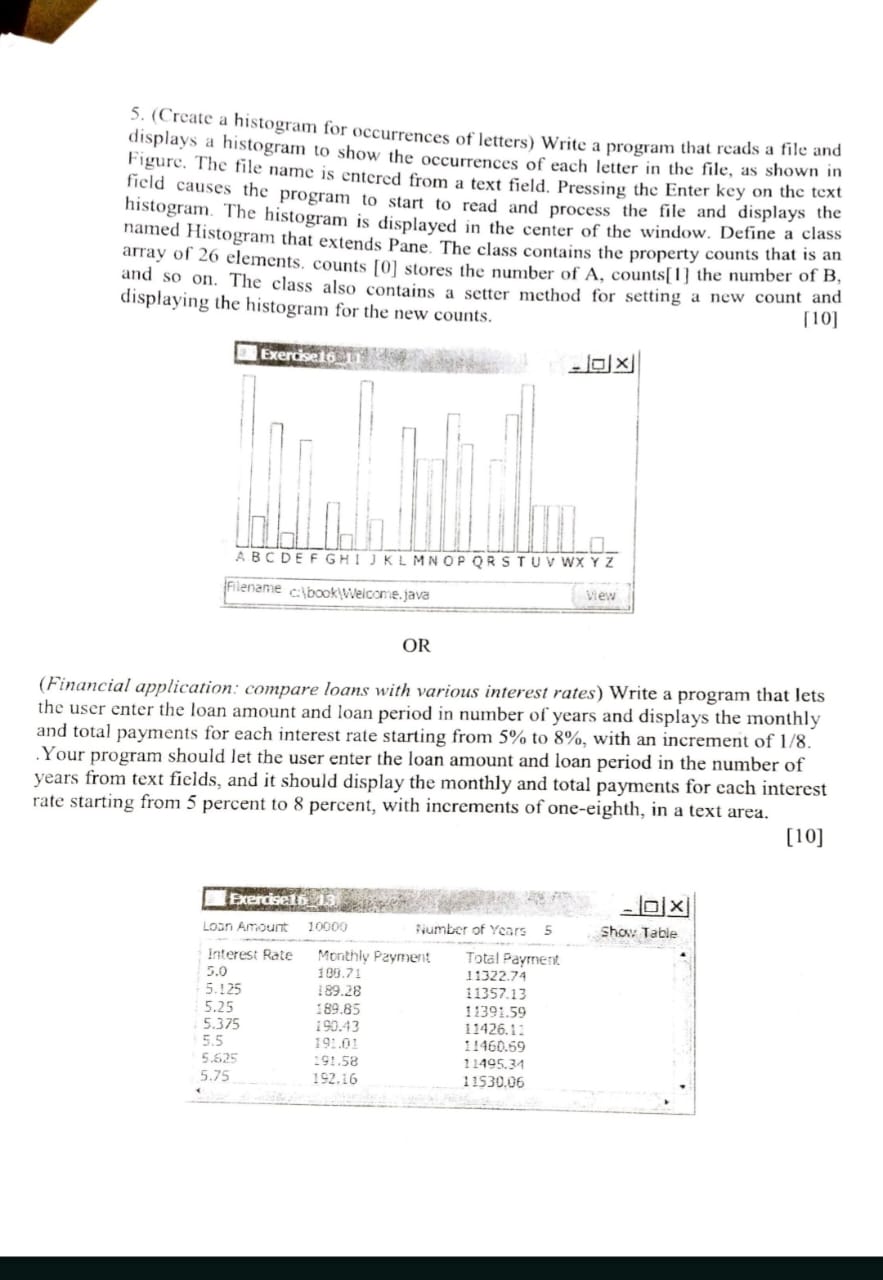 5. (Create a histogram for occurrences of letters) Write a program that reads a file and
displays a histogram to show the occurrences of each letter in the file, as shown in
Figure. The file name is entered from a text field. Pressing the Enter key on the text
field causes the program to start to read and process the file and displays the
histogram. The histogram is displayed in the center of the window. Define a class
named Histogram that extends Pane. The class contains the property counts that is an
array of 26 elements. counts [0] stores the number of A, counts[1] the number of B,
and so on. The class also contains a setter method for setting a new count and
displaying the histogram for the new counts. [10]
Exercise16_11
A B C D E F G H I J K L M N O P Q R S T U V W X Y Z
Filename c:\book\Welcome.java View
OR
(Financial application: compare loans with various interest rates) Write a program that lets
the user enter the loan amount and loan period in number of years and displays the monthly
and total payments for each interest rate starting from 5% to 8%, with an increment of 1/8.
.Your program should let the user enter the loan amount and loan period in the number of
years from text fields, and it should display the monthly and total payments for each interest
rate starting from 5 percent to 8 percent, with increments of one-eighth, in a text area.
[10]
Exercise16_13
Loan Amount 10000 Number of Years 5 Show Table
Interest Rate Monthly Payment Total Payment
5.0 188.71 11322.74
5.125 189.28 11357.13
5.25 189.85 11391.59
5.375 190.43 11426.11
5.5 191.01 11460.69
5.625 191.58 11495.34
5.75 192.16 11530.06